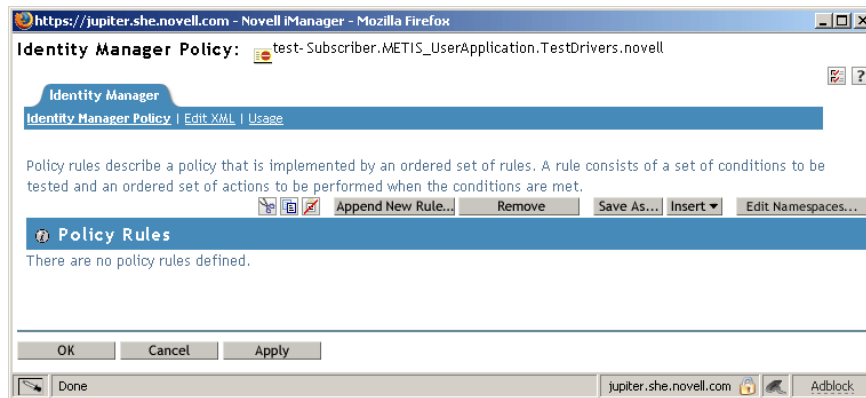 https://jupiter.she.novell.com - Novell iManager - Mozilla Firefox
Identity Manager Policy: test-Subscriber.METIS_UserApplication.TestDrivers.novell
?
Identity Manager
Identity Manager Policy | Edit XML | Usage
Policy rules describe a policy that is implemented by an ordered set of rules. A rule consists of a set of conditions to be
tested and an ordered set of actions to be performed when the conditions are met.
Append New Rule... Remove Save As... Insert Edit Namespaces...
Policy Rules
There are no policy rules defined.
OK Cancel Apply
Done jupiter.she.novell.com Adblock